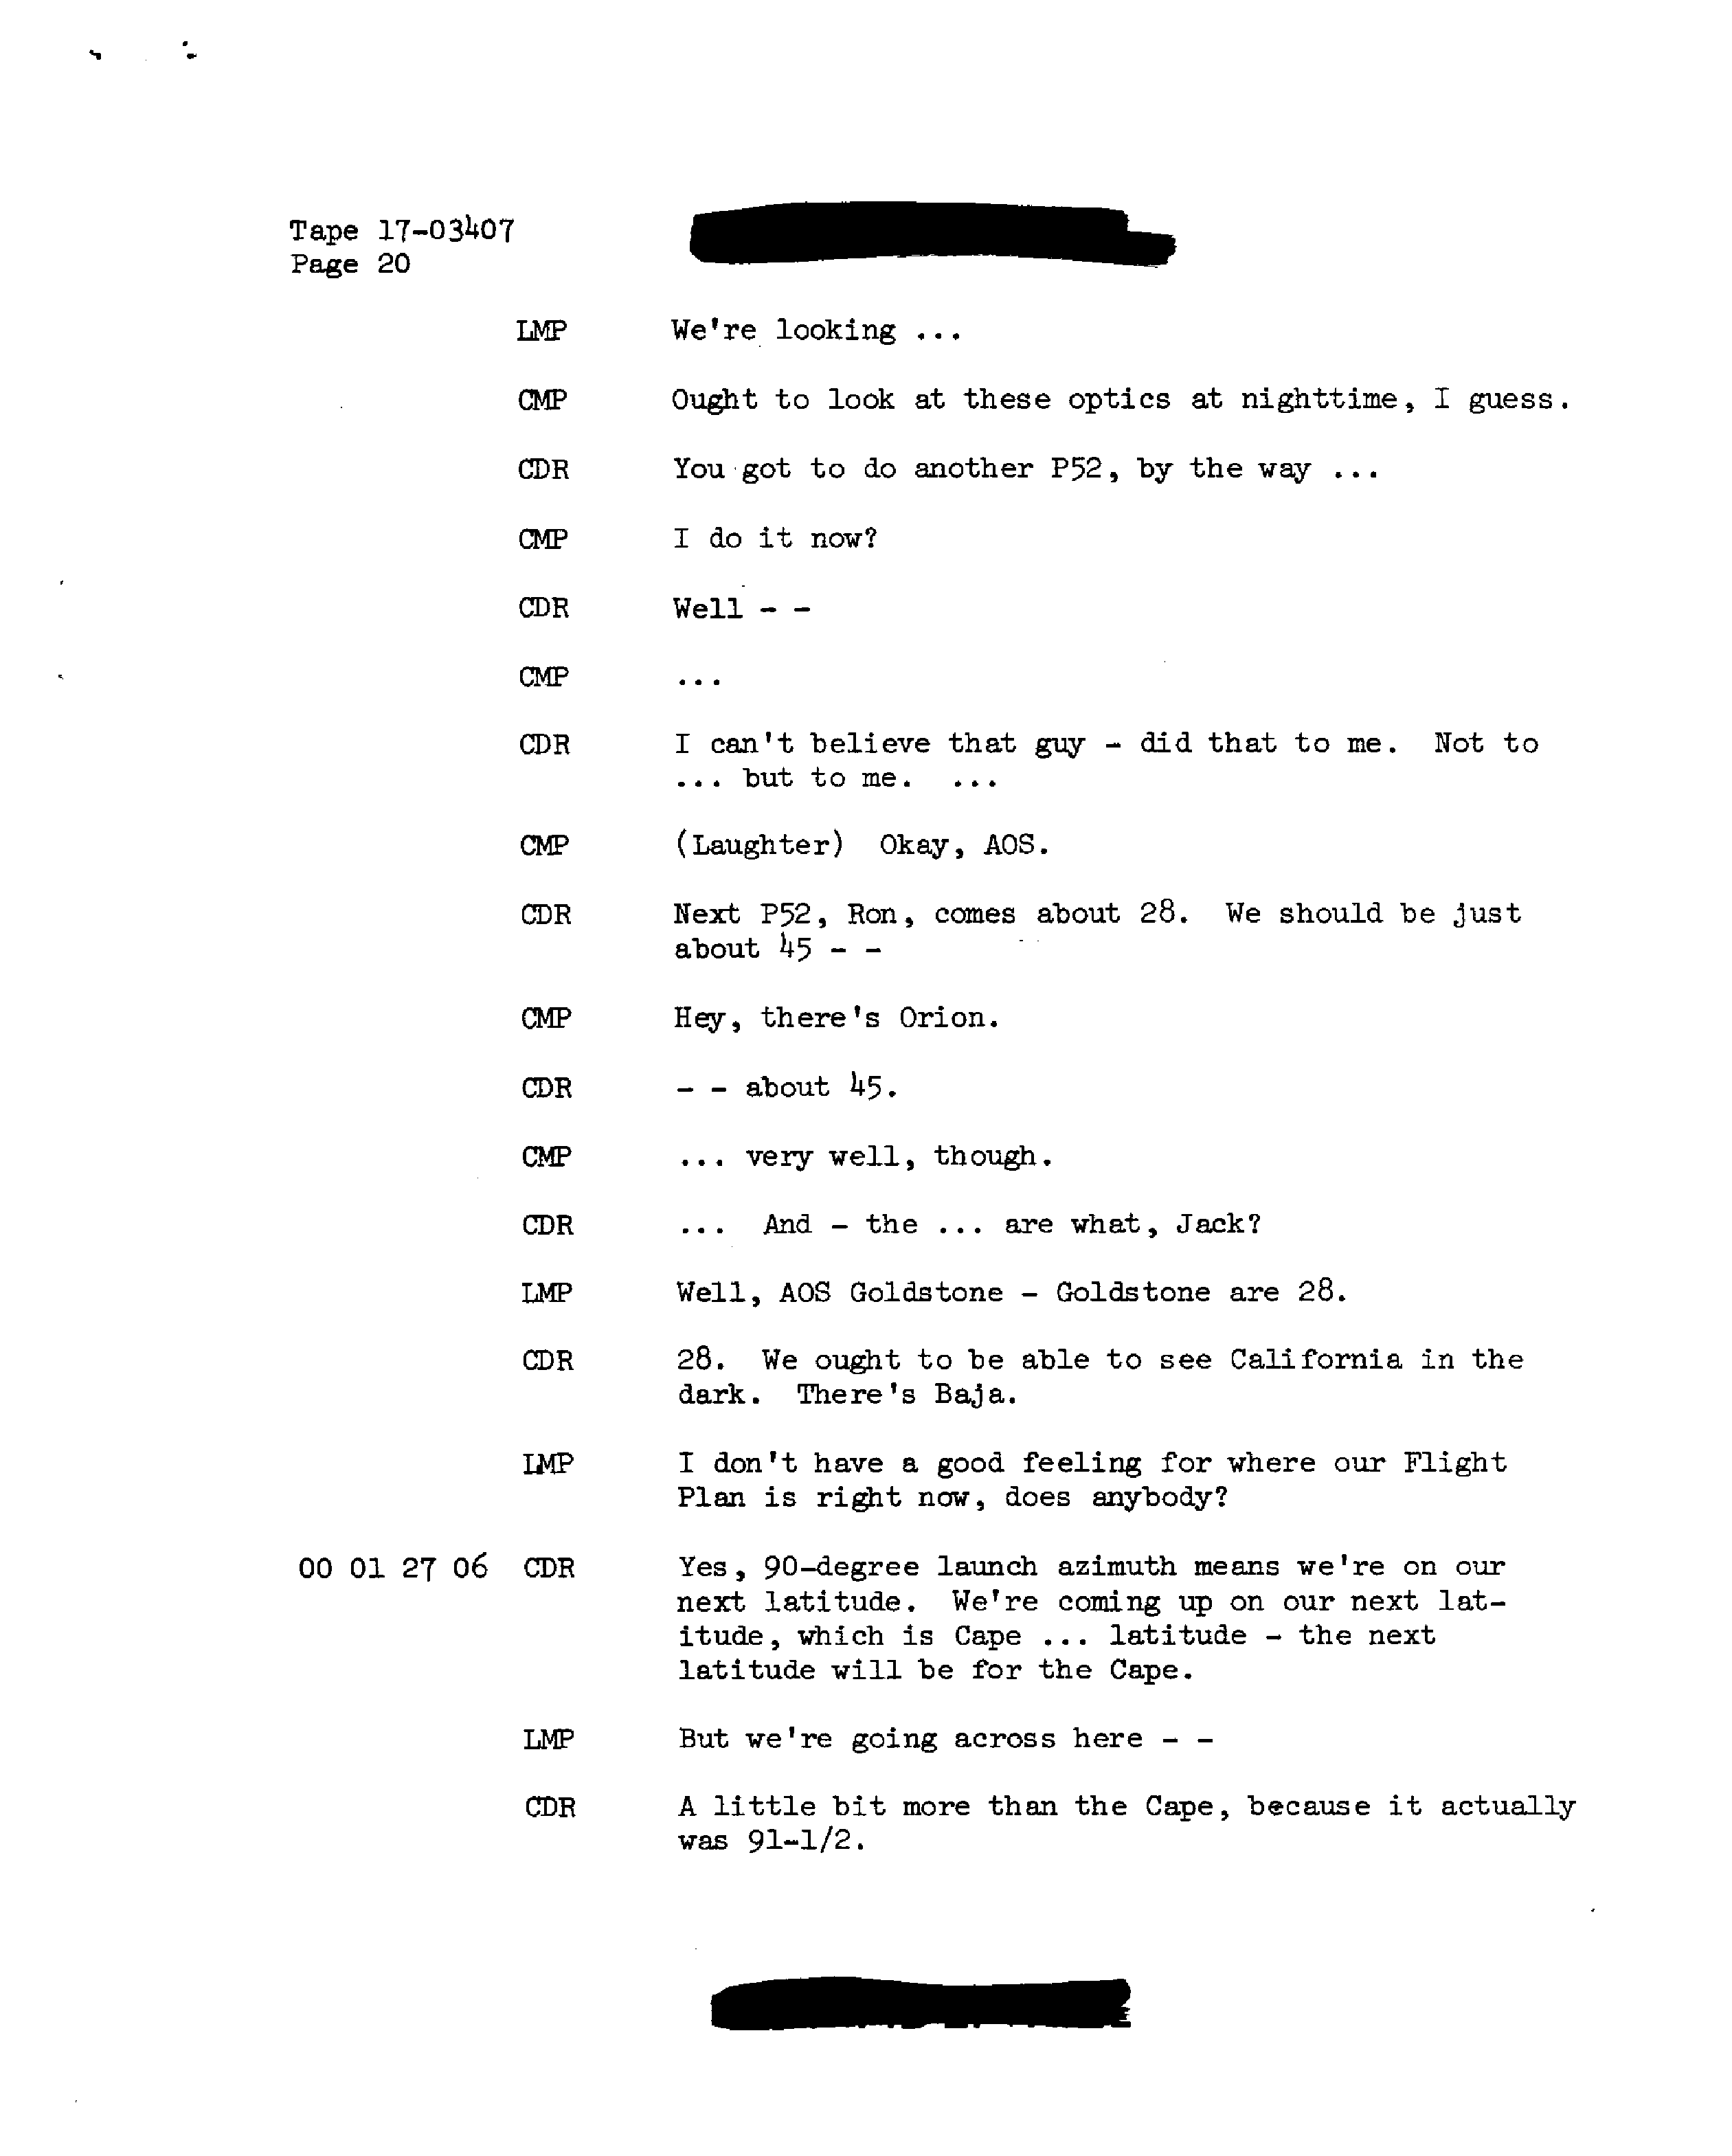 Tape 17-03407
Page 20
LMP We're looking ...
CMP Ought to look at these optics at nighttime, I guess.
CDR You got to do another P52, by the way ...
CMP I do it now?
CDR Well - -
CMP ...
CDR I can't believe that guy - did that to me. Not to
... but to me. ...
CMP (Laughter) Okay, AOS.
CDR Next P52, Ron, comes about 28. We should be just
about 45 - -
CMP Hey, there's Orion.
CDR - - about 45.
CMP ... very well, though.
CDR ... And - the ... are what, Jack?
LMP Well, AOS Goldstone - Goldstone are 28.
CDR 28. We ought to be able to see California in the
dark. There's Baja.
LMP I don't have a good feeling for where our Flight
Plan is right now, does anybody?
00 01 27 06 CDR Yes, 90-degree launch azimuth means we're on our
next latitude. We're coming up on our next lat-
itude, which is Cape ... latitude - the next
latitude will be for the Cape.
LMP But we're going across here - -
CDR A little bit more than the Cape, because it actually
was 91-1/2.